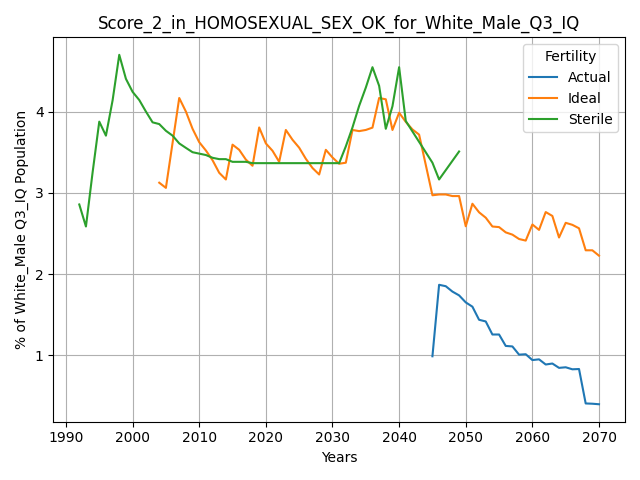 Score_2_in_HOMOSEXUAL_SEX_OK_for_White_Male_Q3_IQ
% of White_Male Q3_IQ Population
4
3
2
1
Fertility
Actual
Ideal
Sterile
1990 2000 2010 2020 2030 2040 2050 2060 2070
Years